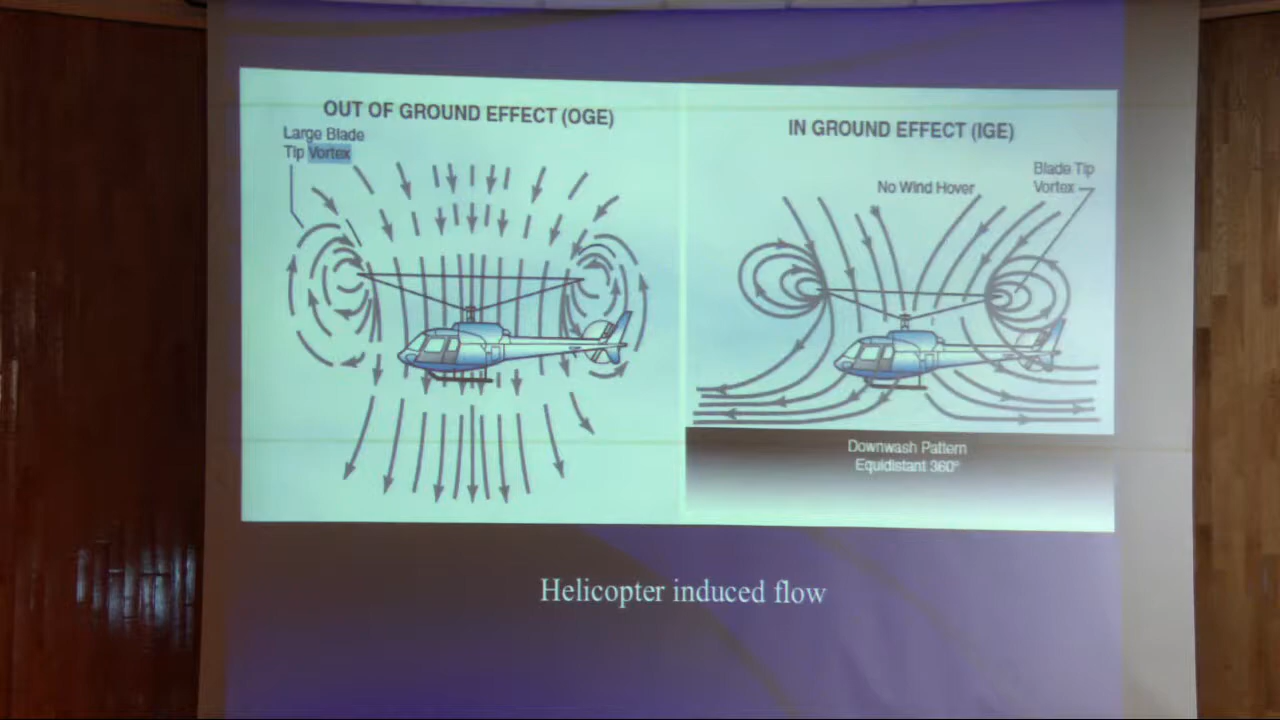 OUT OF GROUND EFFECT (OGE)
Large Blade
Tip Vortex
IN GROUND EFFECT (IGE)
No Wind Hover
Blade Tip
Vortex
Downwash Pattern
Equidistant 360°
Helicopter induced flow